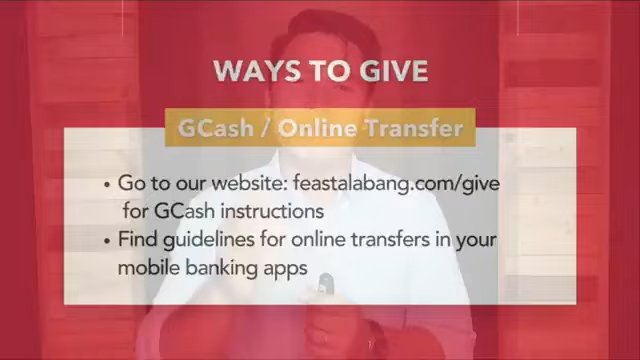 WAYS TO GIVE
GCash / Online Transfer
• Go to our website: feastalabang.com/give
for GCash instructions
• Find guidelines for online transfers in your
mobile banking apps